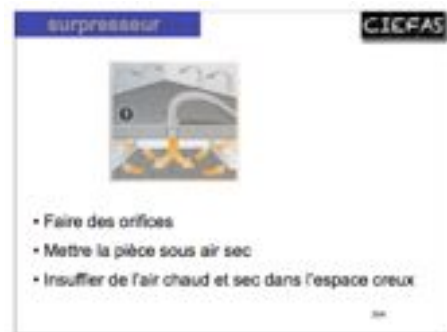 surpresseur
CIEFAS
• Faire des orifices
• Mettre la pièce sous air sec
• Insuffler de l'air chaud et sec dans l'espace creux